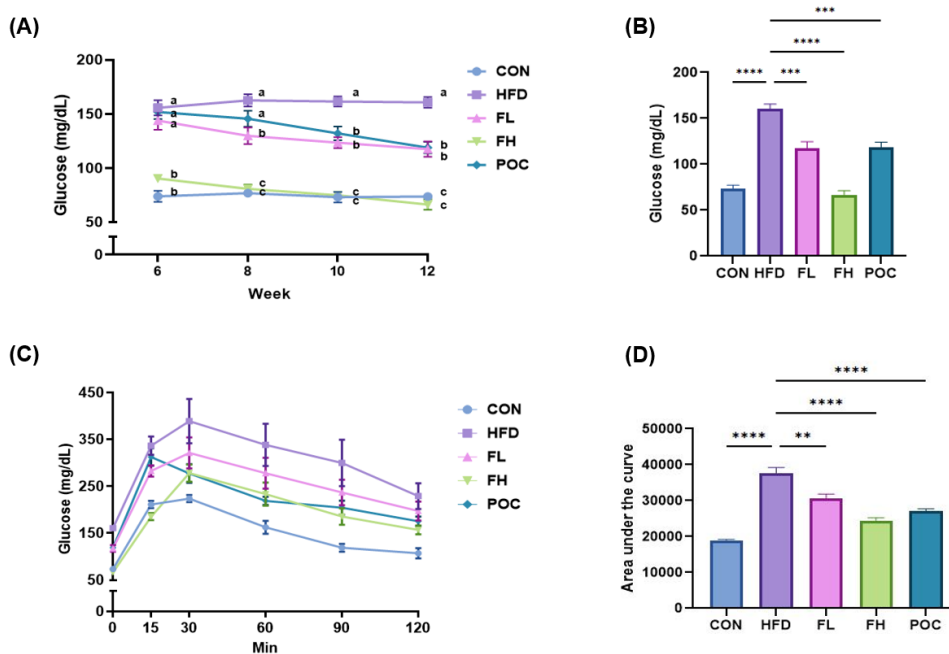 (A)
200
150
100
50
0
Glucose (mg/dL)
6
8
10
12
Week
a
a
a
b
b
a
a
b
c
c
a
b
b
c
c
a
b
b
c
c
CON
HFD
FL
FH
POC
(B)
***
****
**** ***
200
150
100
50
0
Glucose (mg/dL)
CON HFD FL FH POC
(C)
450
350
250
150
50
0
Glucose (mg/dL)
0 15 30 60 90 120
Min
CON
HFD
FL
FH
POC
(D)
****
****
**** **
50000
40000
30000
20000
10000
0
Area under the curve
CON HFD FL FH POC